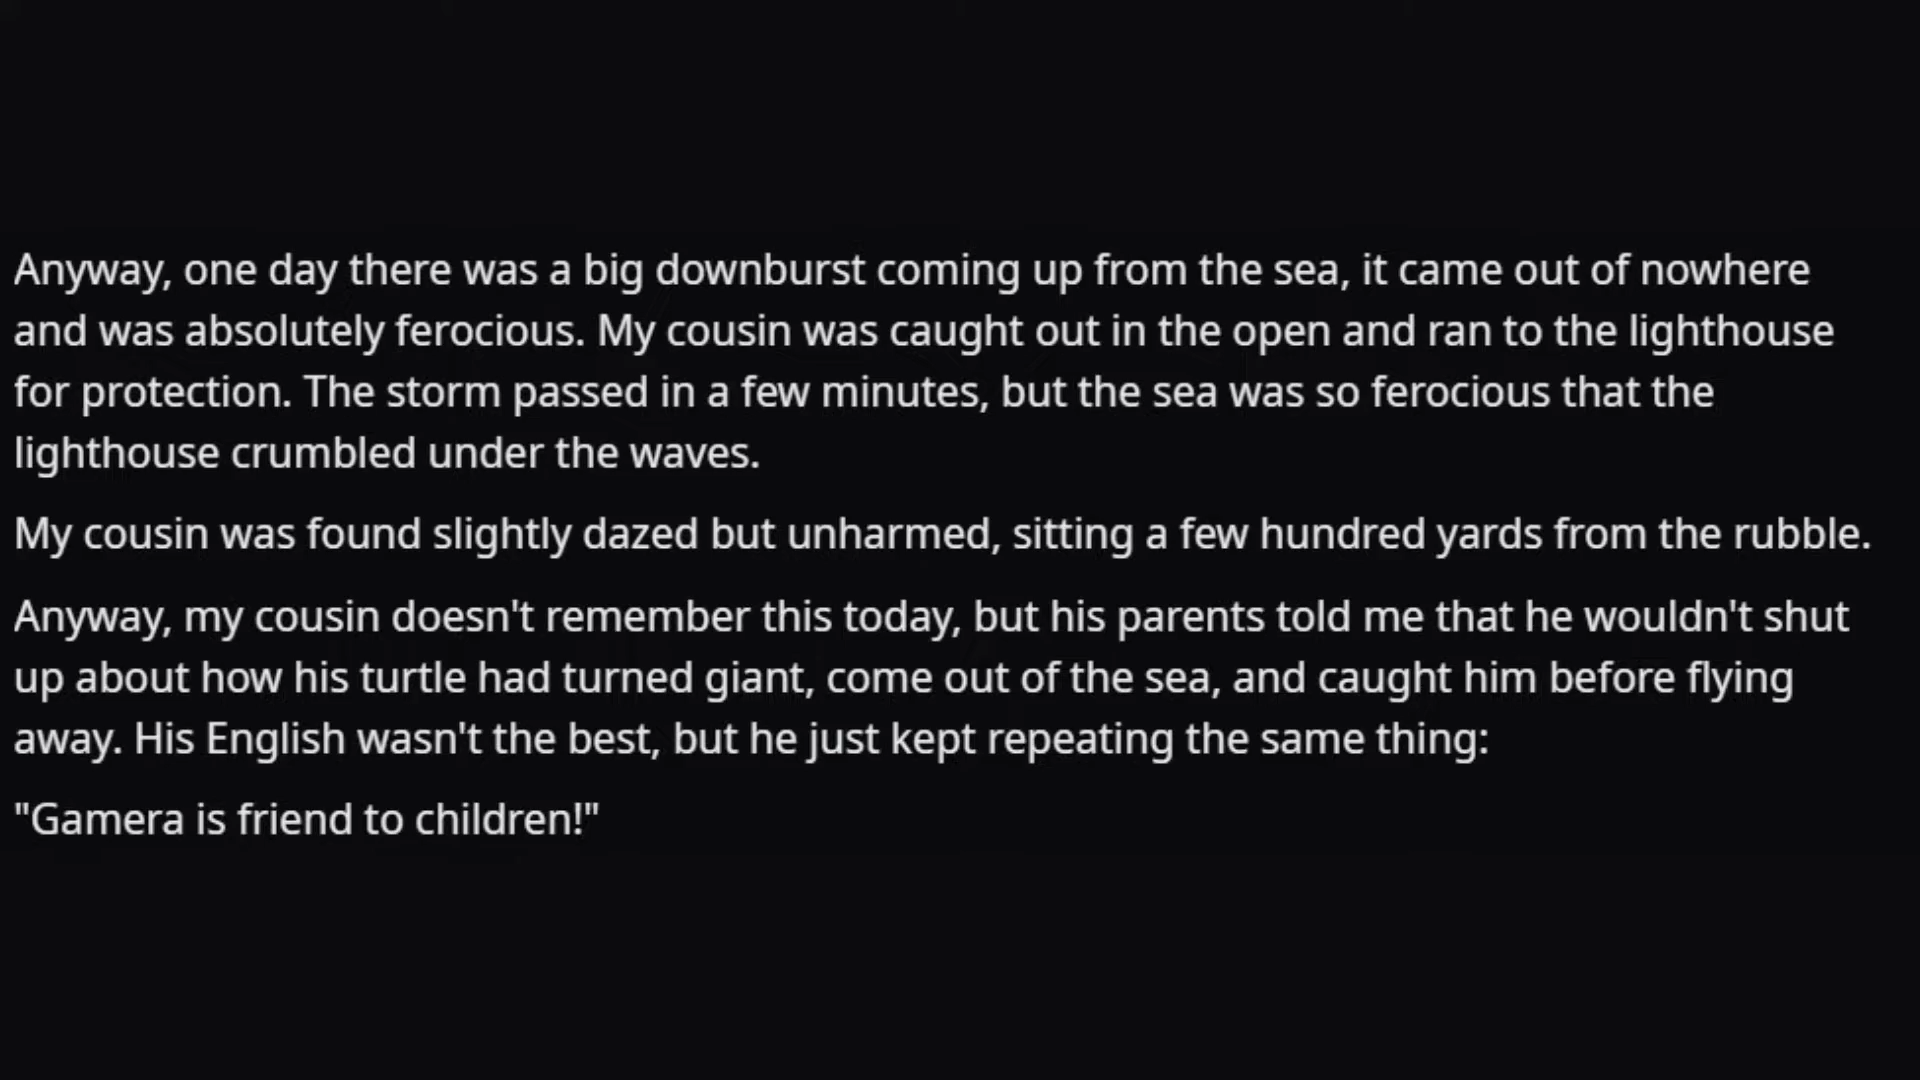 Anyway, one day there was a big downburst coming up from the sea, it came out of nowhere
and was absolutely ferocious. My cousin was caught out in the open and ran to the lighthouse
for protection. The storm passed in a few minutes, but the sea was so ferocious that the
lighthouse crumbled under the waves.
My cousin was found slightly dazed but unharmed, sitting a few hundred yards from the rubble.
Anyway, my cousin doesn't remember this today, but his parents told me that he wouldn't shut
up about how his turtle had turned giant, come out of the sea, and caught him before flying
away. His English wasn't the best, but he just kept repeating the same thing:
"Gamera is friend to children!"